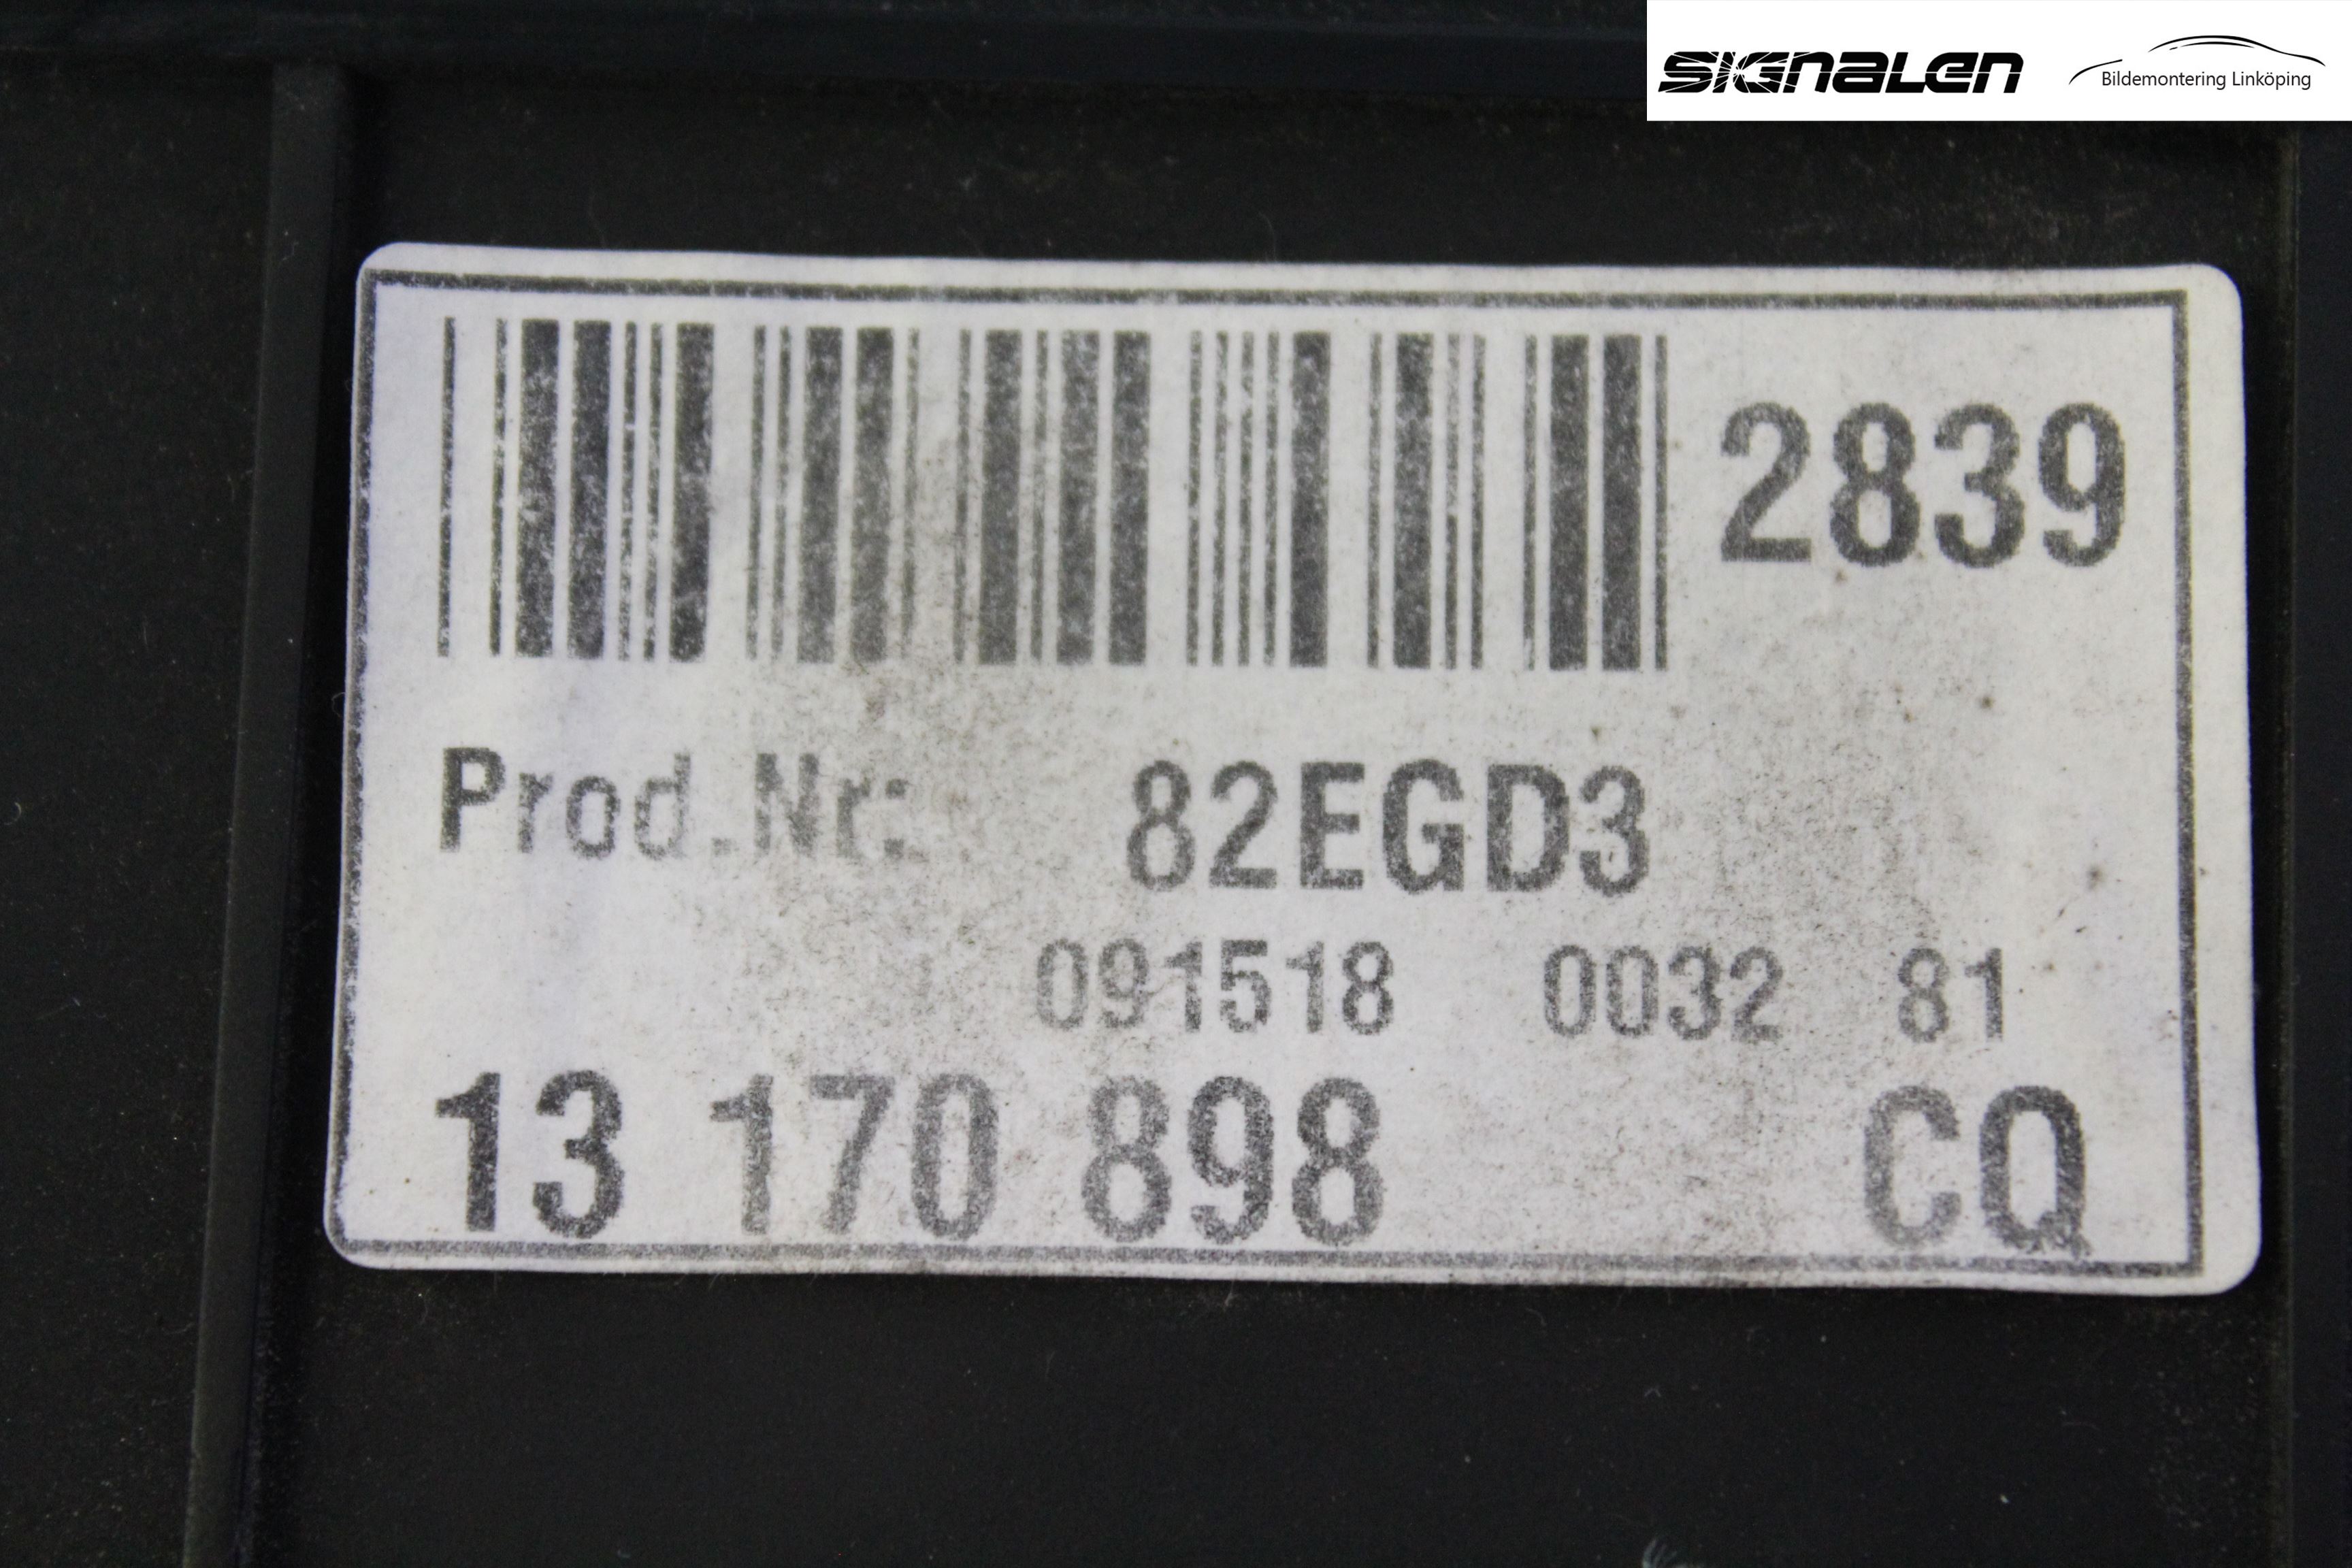 SIGNALEN
Bildemontering Linköping
2839
Prod.Nr: 82EGD3
091518 0032 81
13 170 898 CQ